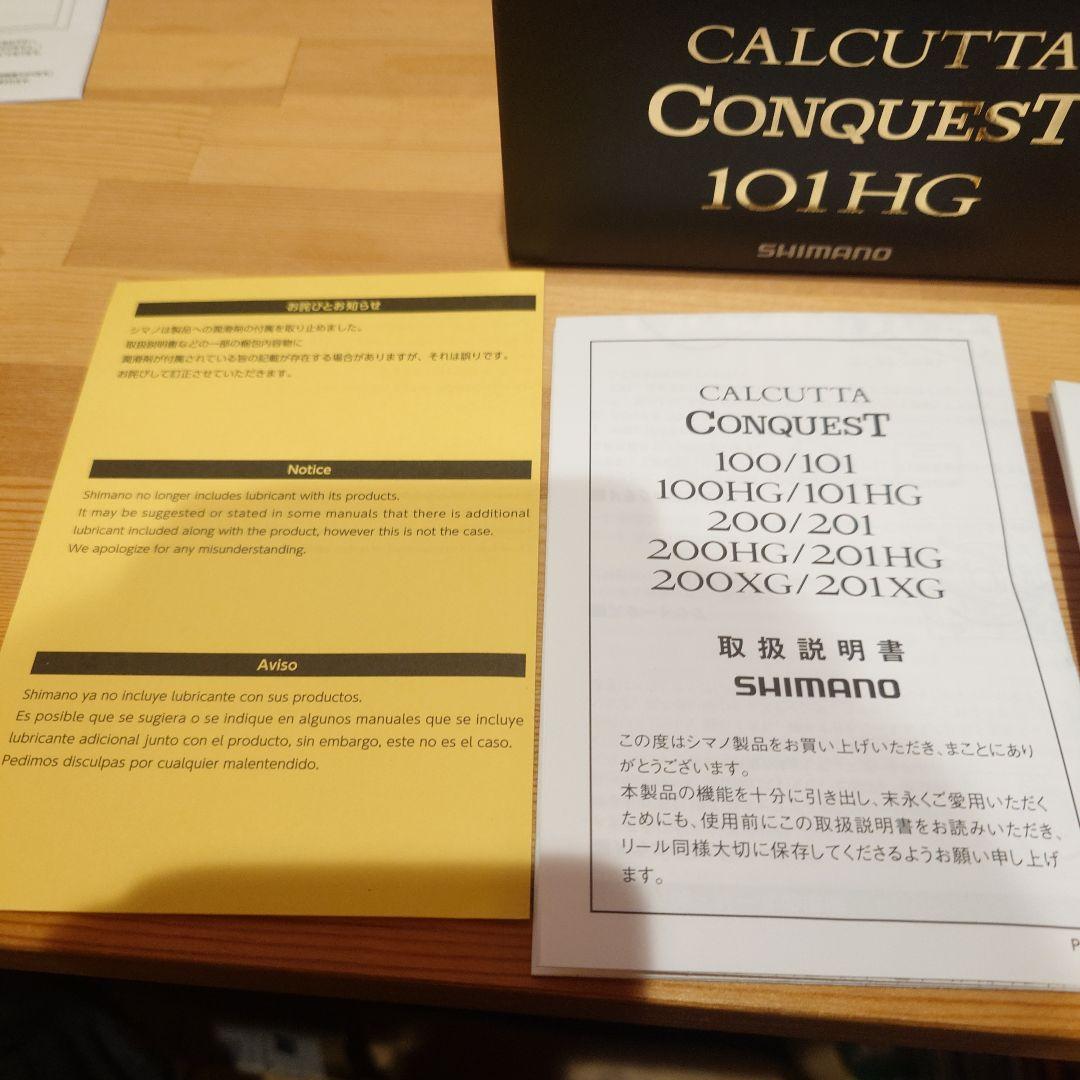 CALCUTTA
CONQUEST
101HG
SHIMANO
お詫びとお知らせ
シマノは製品への潤滑剤の付属を取り止めました。
取扱説明書などの一部の梱包内容物に
潤滑剤が付属されている旨の記載が存在する場合がありますが、それは誤りです。
お詫びして訂正させていただきます。
Notice
Shimano no longer includes lubricant with its products.
It may be suggested or stated in some manuals that there is additional
lubricant included along with the product, however this is not the case.
We apologize for any misunderstanding.
Aviso
Shimano ya no incluye lubricante con sus productos.
Es posible que se sugiera o se indique en algunos manuales que se incluye
lubricante adicional junto con el producto, sin embargo, este no es el caso.
Pedimos disculpas por cualquier malentendido.
CALCUTTA
CONQUEST
100/101
100HG/101HG
200/201
200HG/201HG
200XG/201XG
取扱説明書
SHIMANO
この度はシマノ製品をお買い上げいただき、まことにあり
がとうございます。
本製品の機能を十分に引き出し、末永くご愛用いただく
ためにも、使用前にこの取扱説明書をお読みいただき、
リール同様大切に保存してくださるようお願い申し上げ
ます。
P